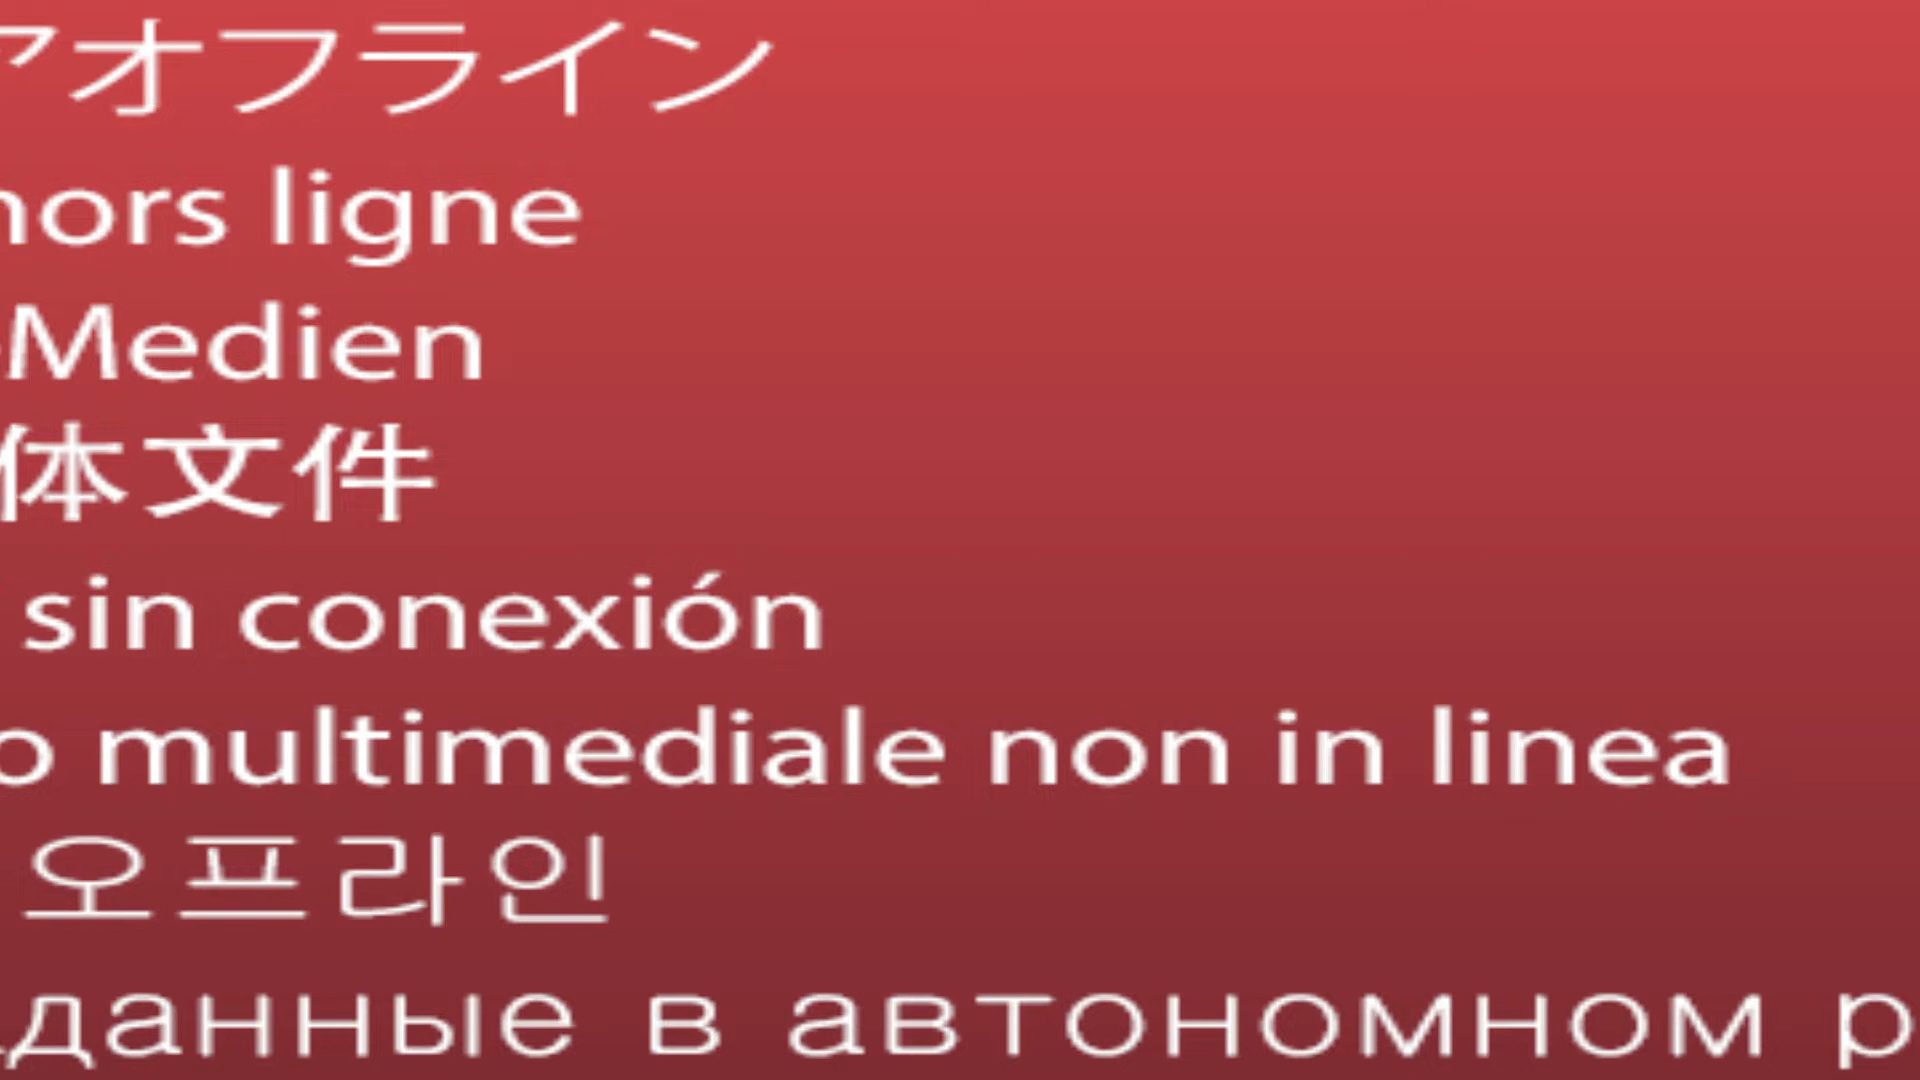 アオフライン
hors ligne
Medien
体文件
sin conexión
o multimediale non in linea
오프라인
данные в автономном р